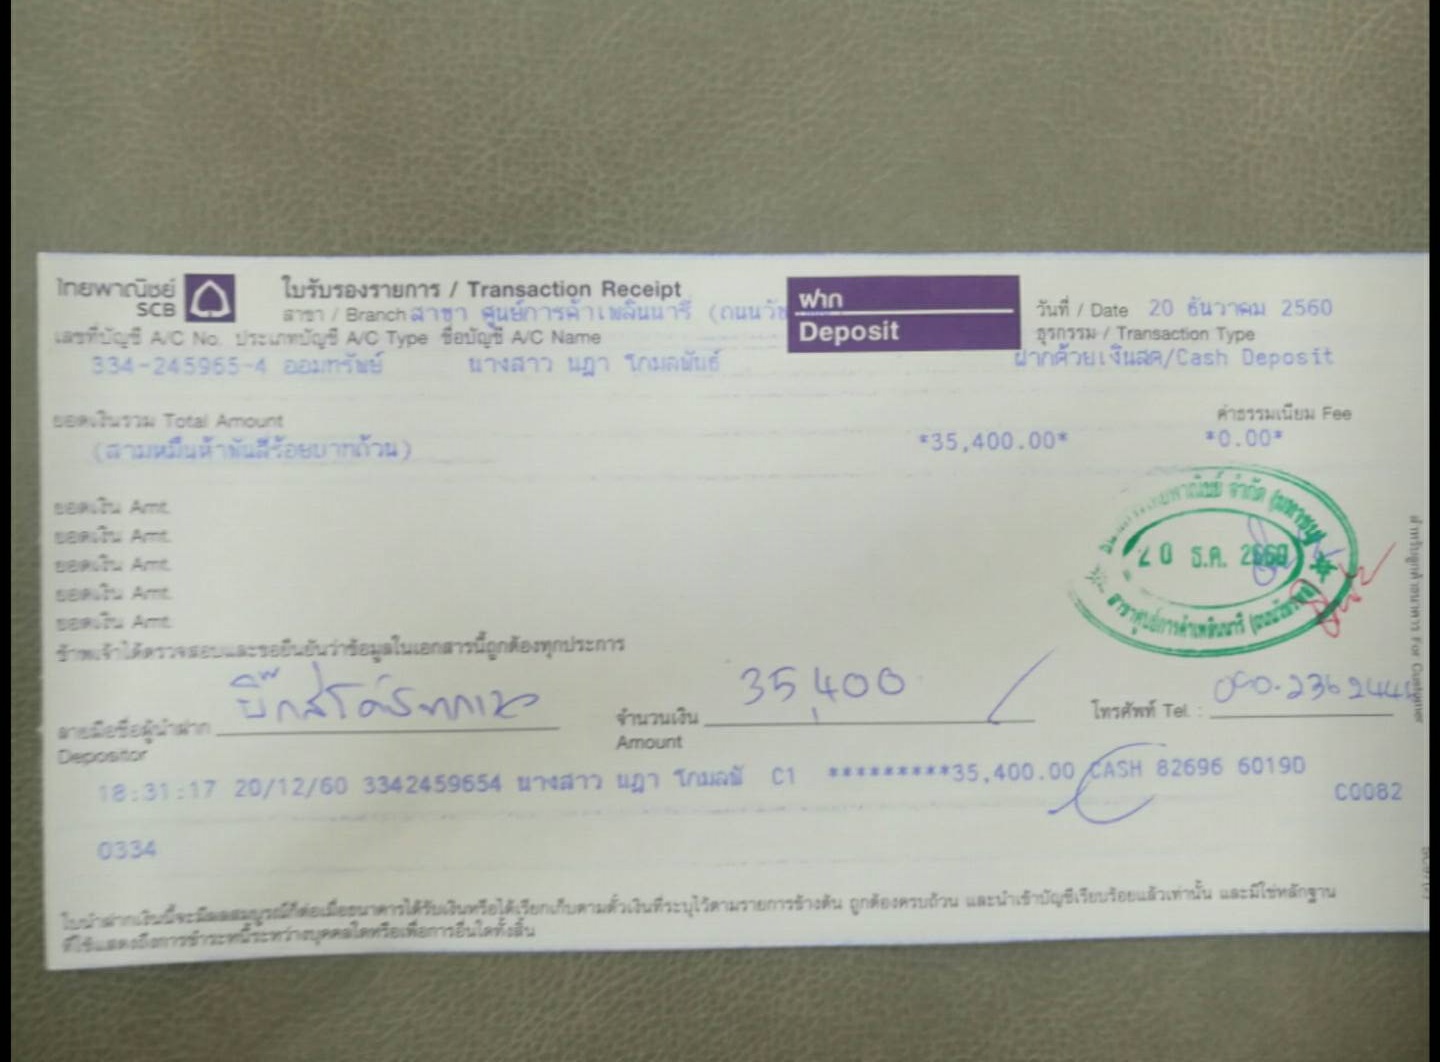 ไทยพาณิชย์
SCB
ใบรับรองรายการ / Transaction Receipt
สาขา / Branch สาขา ศูนย์การค้าเพลินนารี่ (ถนนวั
ฝาก
Deposit
วันที่ / Date 20 ธันวาคม 2560
เลขที่บัญชี A/C No. ประเภทบัญชี A/C Type ชื่อบัญชี A/C Name
ธุรกรรม / Transaction Type
334-245965-4 ออมทรัพย์ นางสาว นฎา โกมลพันธ์
ฝากด้วยเงินสด/Cash Deposit
ยอดเงินรวม Total Amount
ค่าธรรมเนียม Fee
(สามหมื่นห้าพันสี่ร้อยบาทถ้วน)
*35,400.00*
*0.00*
ยอดเงิน Amt.
ยอดเงิน Amt.
ยอดเงิน Amt.
ยอดเงิน Amt.
ยอดเงิน Amt.
ไทยพาณิชย์ จำกัด (มหาชน)
20 ธ.ค. 2560
สาขาศูนย์การค้าเพลินนารี่
ข้าพเจ้าได้ตรวจสอบและขอยืนยันว่าข้อมูลในเอกสารนี้ถูกต้องทุกประการ
ลายมือชื่อผู้นำฝาก
Depositor
จำนวนเงิน 35,400
Amount
โทรศัพท์ Tel. :
18:31:17 20/12/60 3342459654 นางสาว นฎา โกมลพั C1 *********35,400.00 CASH 82696 6019D
C0082
0334
ใบนำฝากเงินนี้จะมีผลสมบูรณ์ก็ต่อเมื่อธนาคารได้รับเงินหรือได้เรียกเก็บตามตั๋วเงินที่ระบุไว้ตามรายการข้างต้น ถูกต้องครบถ้วน และนำเข้าบัญชีเรียบร้อยแล้วเท่านั้น และมิใช่หลักฐาน
ที่ใช้แสดงถึงการชำระหนี้ระหว่างบุคคลใดหรือเพื่อการอื่นใดทั้งสิ้น
สำหรับลูกค้าธนาคาร For Customer